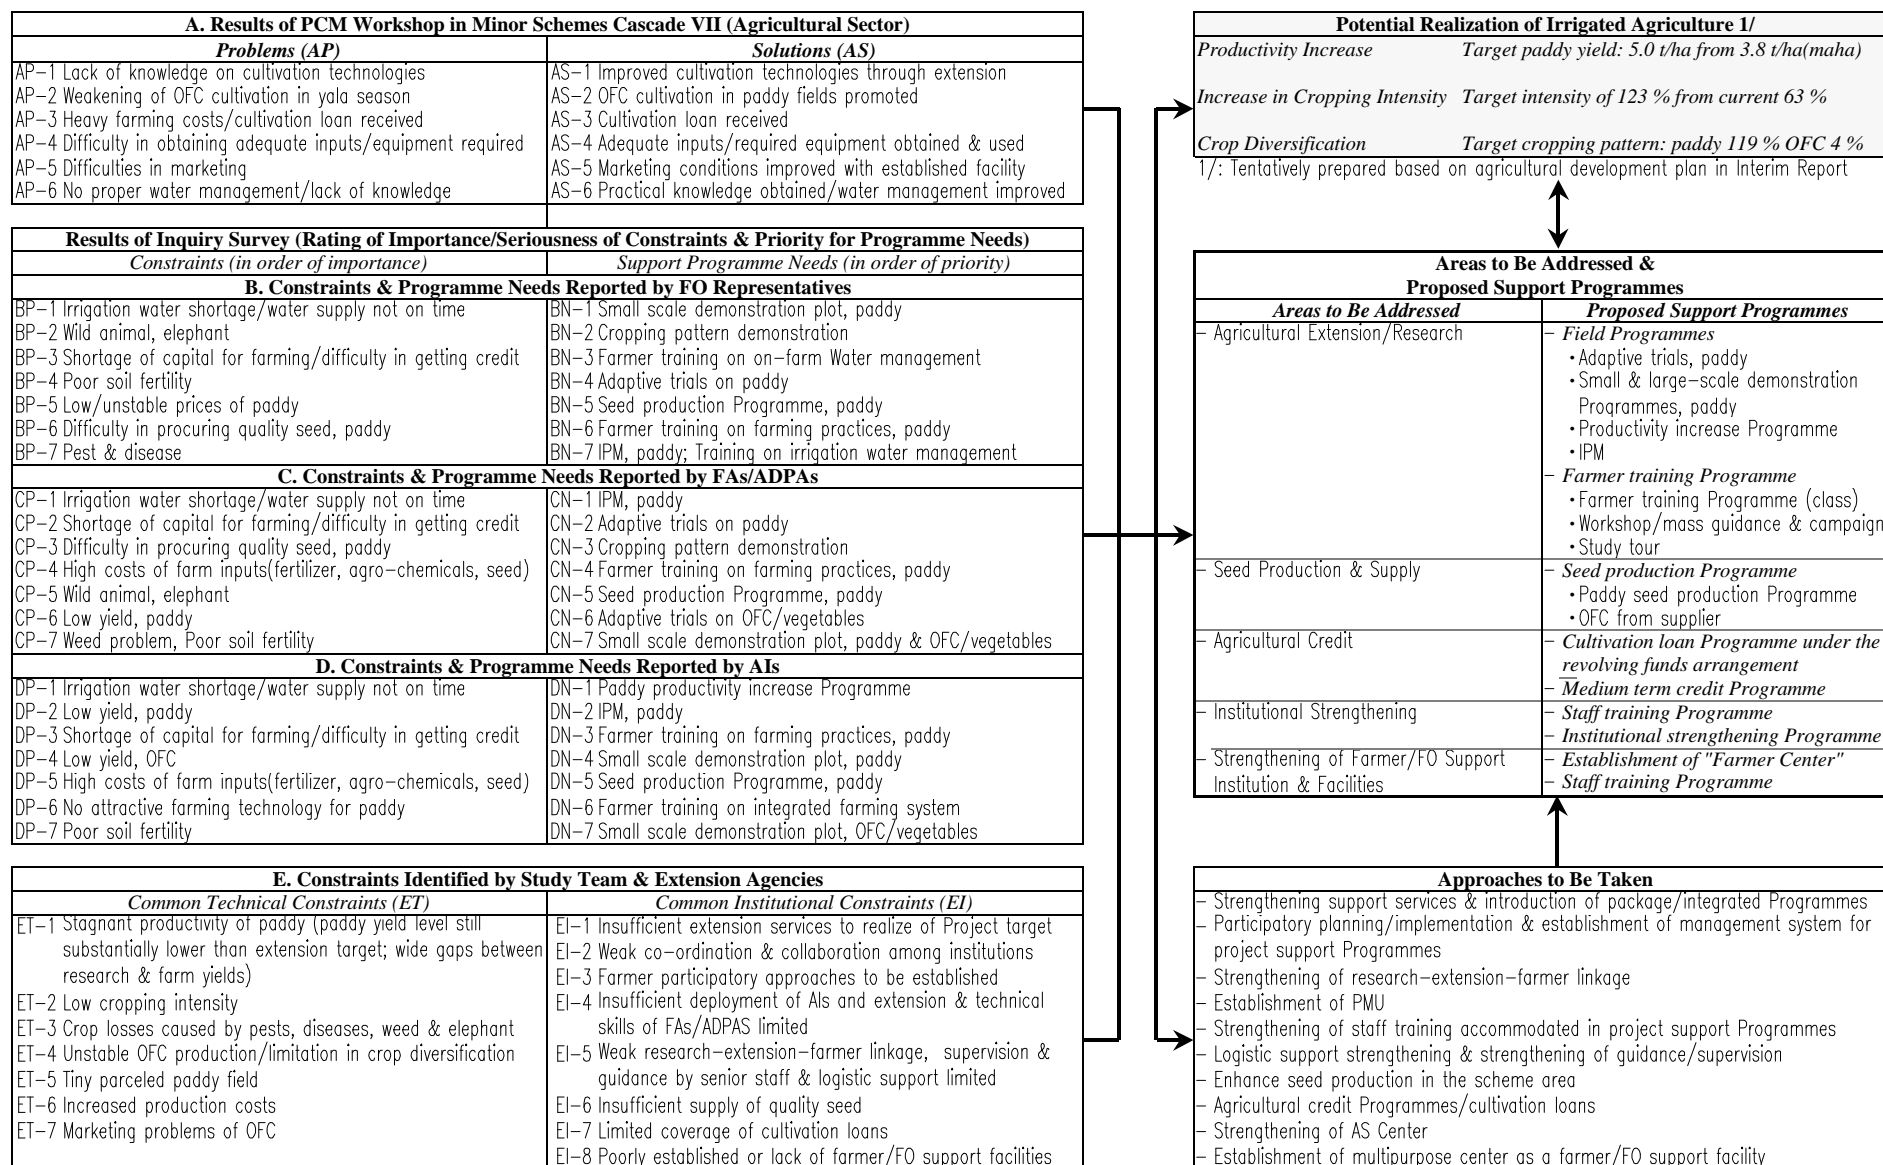 A. Results of PCM Workshop in Minor Schemes Cascade VII (Agricultural Sector)
Problems (AP)
AP-1 Lack of knowledge on cultivation technologies
AP-2 Weakening of OFC cultivation in yala season
AP-3 Heavy farming costs/cultivation loan received
AP-4 Difficulty in obtaining adequate inputs/equipment required
AP-5 Difficulties in marketing
AP-6 No proper water management/lack of knowledge
Solutions (AS)
AS-1 Improved cultivation technologies through extension
AS-2 OFC cultivation in paddy fields promoted
AS-3 Cultivation loan received
AS-4 Adequate inputs/required equipment obtained & used
AS-5 Marketing conditions improved with established facility
AS-6 Practical knowledge obtained/water management improved
Results of Inquiry Survey (Rating of Importance/Seriousness of Constraints & Priority for Programme Needs)
Constraints (in order of importance)
Support Programme Needs (in order of priority)
B. Constraints & Programme Needs Reported by FO Representatives
BP-1 Irrigation water shortage/water supply not on time
BP-2 Wild animal, elephant
BP-3 Shortage of capital for farming/difficulty in getting credit
BP-4 Poor soil fertility
BP-5 Low/unstable prices of paddy
BP-6 Difficulty in procuring quality seed, paddy
BP-7 Pest & disease
BN-1 Small scale demonstration plot, paddy
BN-2 Cropping pattern demonstration
BN-3 Farmer training on on-farm Water management
BN-4 Adaptive trials on paddy
BN-5 Seed production Programme, paddy
BN-6 Farmer training on farming practices, paddy
BN-7 IPM, paddy; Training on irrigation water management
C. Constraints & Programme Needs Reported by FAs/ADPAs
CP-1 Irrigation water shortage/water supply not on time
CP-2 Shortage of capital for farming/difficulty in getting credit
CP-3 Difficulty in procuring quality seed, paddy
CP-4 High costs of farm inputs(fertilizer, agro-chemicals, seed)
CP-5 Wild animal, elephant
CP-6 Low yield, paddy
CP-7 Weed problem, Poor soil fertility
CN-1 IPM, paddy
CN-2 Adaptive trials on paddy
CN-3 Cropping pattern demonstration
CN-4 Farmer training on farming practices, paddy
CN-5 Seed production Programme, paddy
CN-6 Adaptive trials on OFC/vegetables
CN-7 Small scale demonstration plot, paddy & OFC/vegetables
D. Constraints & Programme Needs Reported by AIs
DP-1 Irrigation water shortage/water supply not on time
DP-2 Low yield, paddy
DP-3 Shortage of capital for farming/difficulty in getting credit
DP-4 Low yield, OFC
DP-5 High costs of farm inputs(fertilizer, agro-chemicals, seed)
DP-6 No attractive farming technology for paddy
DP-7 Poor soil fertility
DN-1 Paddy productivity increase Programme
DN-2 IPM, paddy
DN-3 Farmer training on farming practices, paddy
DN-4 Small scale demonstration plot, paddy
DN-5 Seed production Programme, paddy
DN-6 Farmer training on integrated farming system
DN-7 Small scale demonstration plot, OFC/vegetables
E. Constraints Identified by Study Team & Extension Agencies
Common Technical Constraints (ET)
ET-1 Stagnant productivity of paddy (paddy yield level still
substantially lower than extension target; wide gaps between
research & farm yields)
ET-2 Low cropping intensity
ET-3 Crop losses caused by pests, diseases, weed & elephant
ET-4 Unstable OFC production/limitation in crop diversification
ET-5 Tiny parceled paddy field
ET-6 Increased production costs
ET-7 Marketing problems of OFC
Common Institutional Constraints (EI)
EI-1 Insufficient extension services to realize of Project target
EI-2 Weak co-ordination & collaboration among institutions
EI-3 Farmer participatory approaches to be established
EI-4 Insufficient deployment of AIs and extension & technical
skills of FAs/ADPAS limited
EI-5 Weak research-extension-farmer linkage, supervision &
guidance by senior staff & logistic support limited
EI-6 Insufficient supply of quality seed
EI-7 Limited coverage of cultivation loans
EI-8 Poorly established or lack of farmer/FO support facilities
Potential Realization of Irrigated Agriculture 1/
Productivity Increase Target paddy yield: 5.0 t/ha from 3.8 t/ha(maha)
Increase in Cropping Intensity Target intensity of 123 % from current 63 %
Crop Diversification Target cropping pattern: paddy 119 % OFC 4 %
1/: Tentatively prepared based on agricultural development plan in Interim Report
Areas to Be Addressed &
Proposed Support Programmes
Areas to Be Addressed
Proposed Support Programmes
- Agricultural Extension/Research
- Field Programmes
• Adaptive trials, paddy
• Small & large-scale demonstration
Programmes, paddy
• Productivity increase Programme
• IPM
- Farmer training Programme
• Farmer training Programme (class)
• Workshop/mass guidance & campaign
• Study tour
- Seed Production & Supply
- Seed production Programme
• Paddy seed production Programme
• OFC from supplier
- Agricultural Credit
- Cultivation loan Programme under the
revolving funds arrangement
- Medium term credit Programme
- Institutional Strengthening
- Staff training Programme
- Institutional strengthening Programme
- Strengthening of Farmer/FO Support
Institution & Facilities
- Establishment of "Farmer Center"
- Staff training Programme
Approaches to Be Taken
- Strengthening support services & introduction of package/integrated Programmes
- Participatory planning/implementation & establishment of management system for
project support Programmes
- Strengthening of research-extension-farmer linkage
- Establishment of PMU
- Strengthening of staff training accommodated in project support Programmes
- Logistic support strengthening & strengthening of guidance/supervision
- Enhance seed production in the scheme area
- Agricultural credit Programmes/cultivation loans
- Strengthening of AS Center
- Establishment of multipurpose center as a farmer/FO support facility